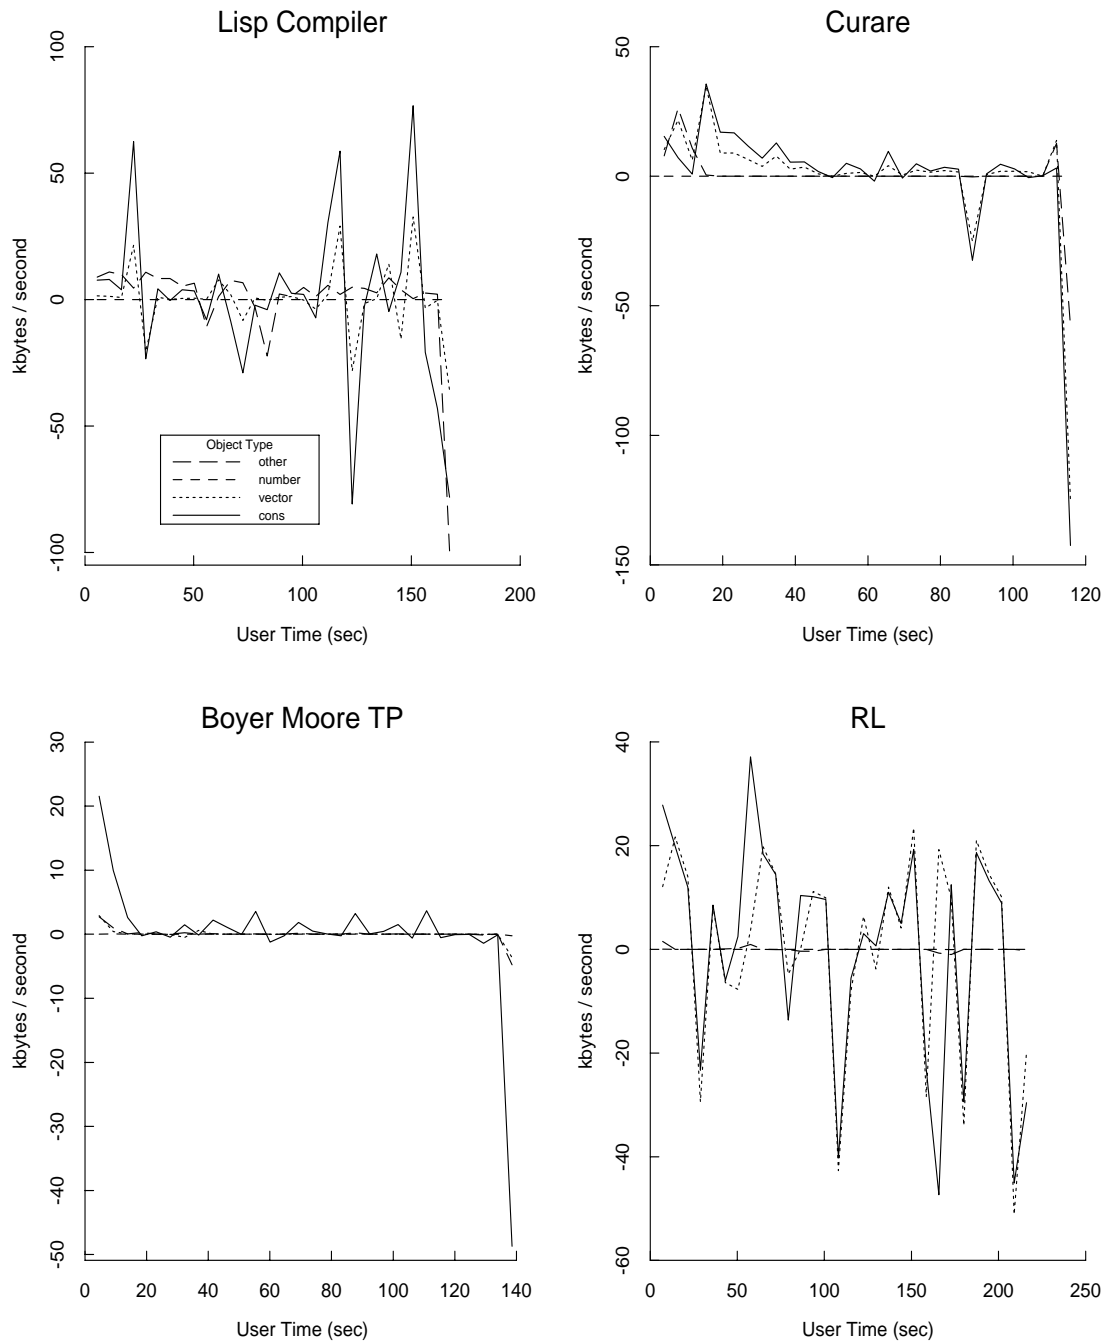 Lisp Compiler
100
50
0
-50
-100
kbytes / second
Object Type
other
number
vector
cons
0 50 100 150 200
User Time (sec)
Curare
50
0
-50
-100
-150
kbytes / second
0 20 40 60 80 100 120
User Time (sec)
Boyer Moore TP
30
20
10
0
-10
-20
-30
-40
-50
kbytes / second
0 20 40 60 80 100 120 140
User Time (sec)
RL
40
20
0
-20
-40
-60
kbytes / second
0 50 100 150 200 250
User Time (sec)